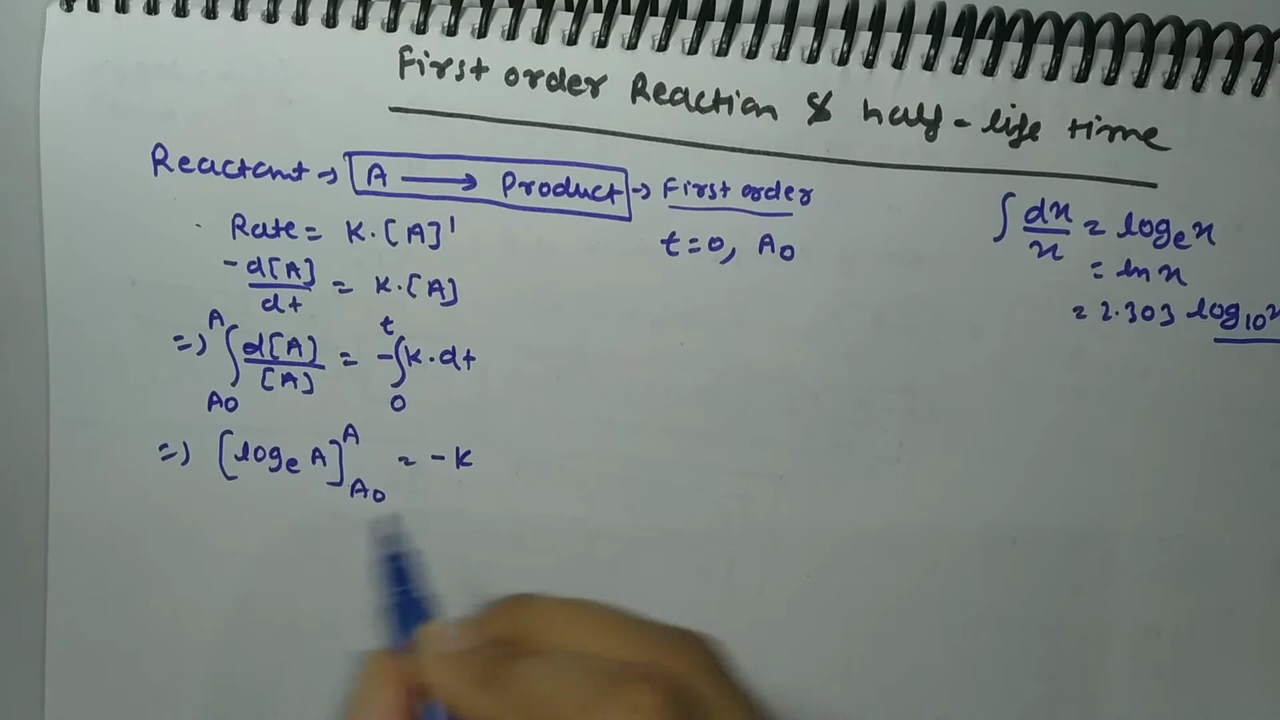 First order Reaction & half-life time
Reactant → A ⟶ Product → First order
Rate = K.[A]¹
t=0, A₀
-d[A]/dt = K.[A]
=> ∫_{A₀}^{A} d[A]/[A] = -∫_{0}^{t} K.dt
=> [logₑ A]_{A₀}^{A} = -K
∫ dx/x = logₑ x
= ln x
= 2.303 log₁₀ x